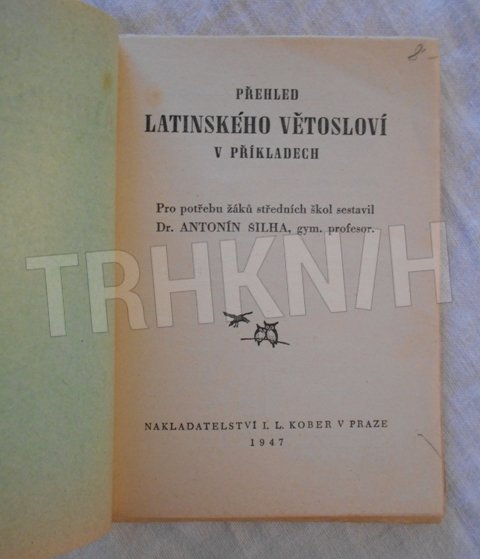 8-
PŘEHLED
LATINSKÉHO VĚTOSLOVÍ
V PŘÍKLADECH
Pro potřebu žáků středních škol sestavil
Dr. ANTONÍN SILHA, gym. profesor.
TRHKNIH
NAKLADATELSTVÍ I. L. KOBER V PRAZE
1947